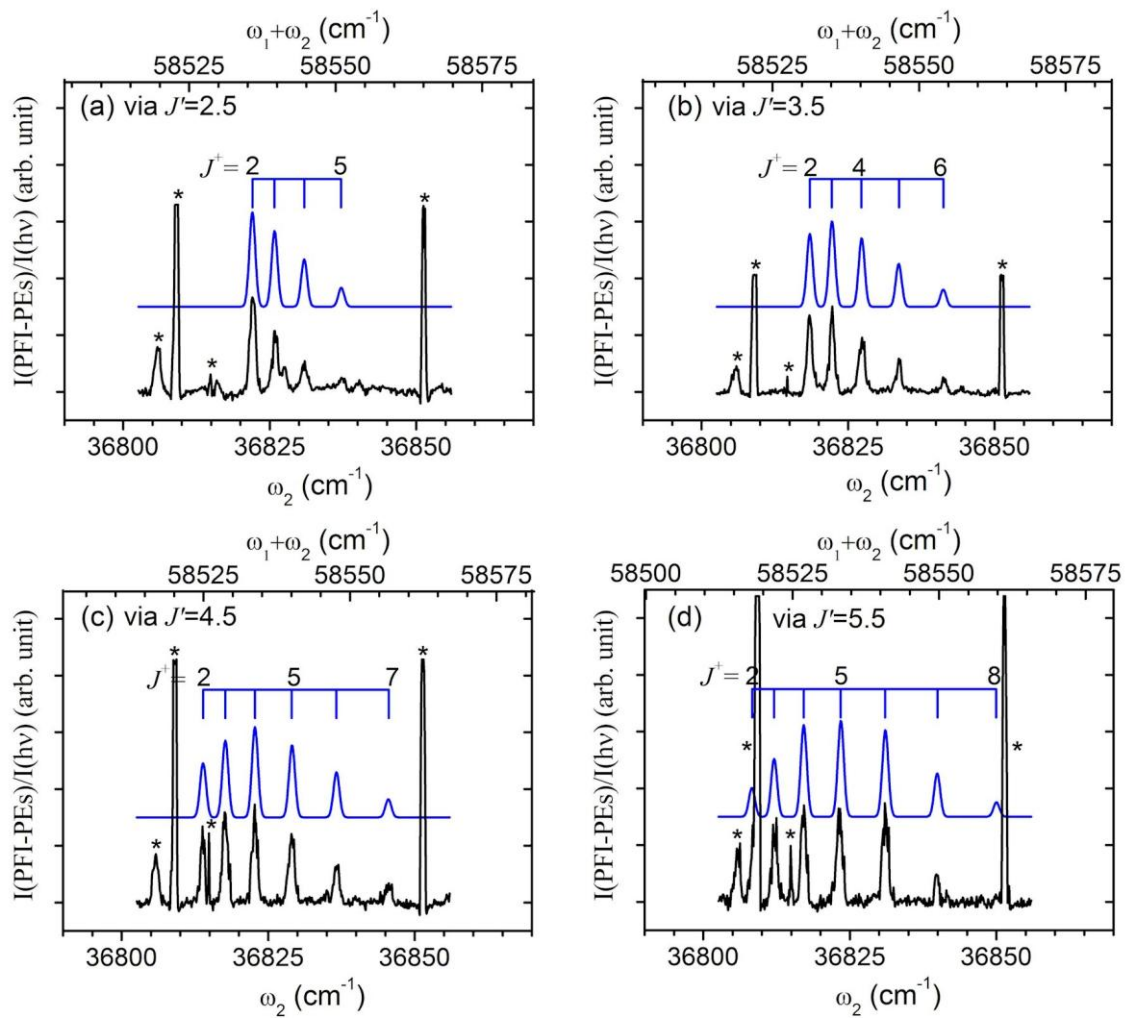 ω₁+ω₂ (cm⁻¹)
58525 58550 58575
(a) via J'=2.5
J⁺= 2 5
* * * *
I(PFI-PEs)/I(hν) (arb. unit)
36800 36825 36850
ω₂ (cm⁻¹)
ω₁+ω₂ (cm⁻¹)
58525 58550 58575
(b) via J'=3.5
J⁺= 2 4 6
* * * *
I(PFI-PEs)/I(hν) (arb. unit)
36800 36825 36850
ω₂ (cm⁻¹)
ω₁+ω₂ (cm⁻¹)
58525 58550 58575
(c) via J'=4.5
J⁺= 2 5 7
* * * *
I(PFI-PEs)/I(hν) (arb. unit)
36800 36825 36850
ω₂ (cm⁻¹)
ω₁+ω₂ (cm⁻¹)
58500 58525 58550 58575
(d) via J'=5.5
J⁺= 2 5 8
* * * *
I(PFI-PEs)/I(hν) (arb. unit)
36800 36825 36850
ω₂ (cm⁻¹)